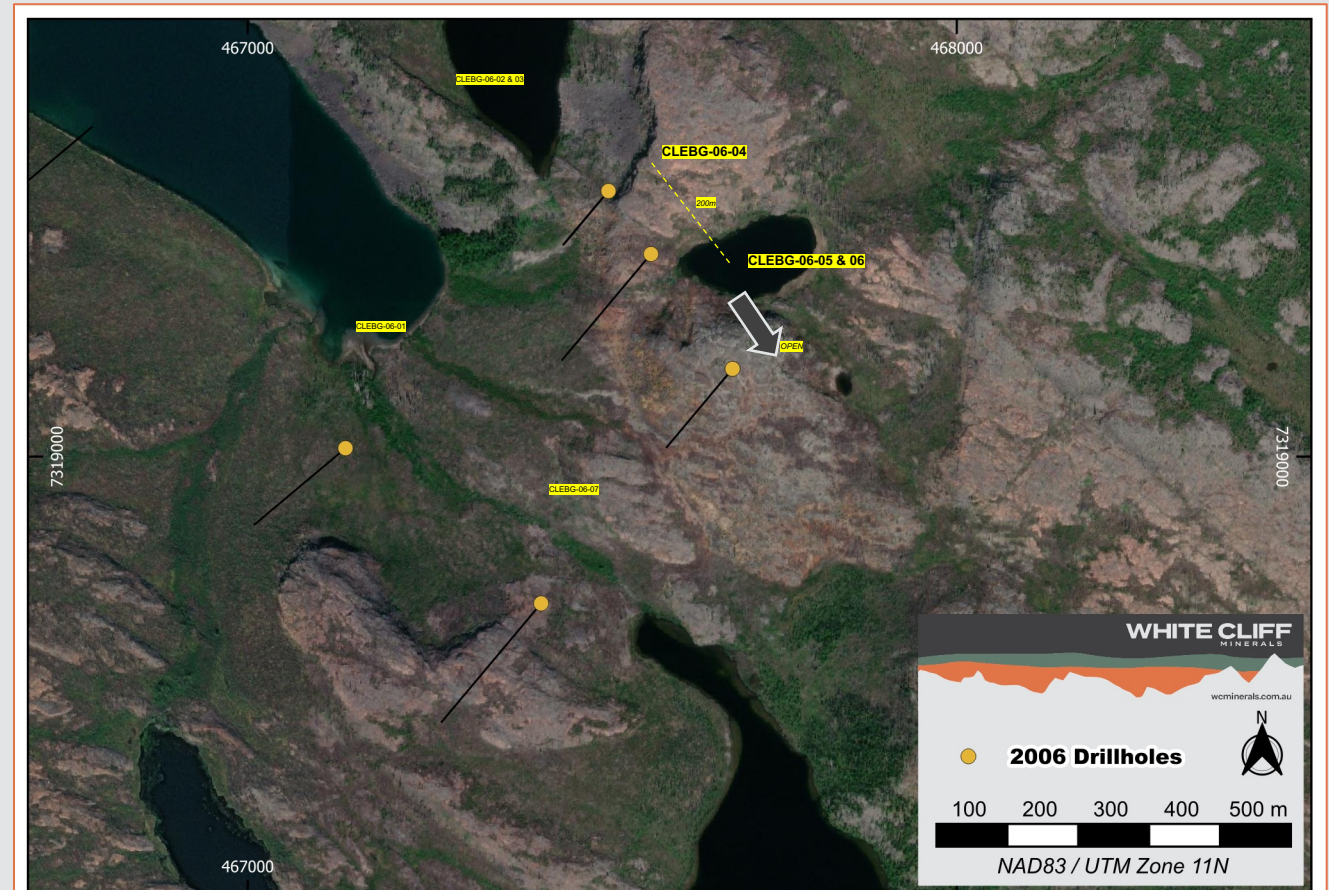 467000
468000
CLEBG-06-02 & 03
CLEBG-06-04
200m
CLEBG-06-05 & 06
CLEBG-06-01
OPEN
7319000
7319000
CLEBG-06-07
WHITE CLIFF
MINERALS
wcminerals.com.au
N
2006 Drillholes
100 200 300 400 500 m
NAD83 / UTM Zone 11N
467000